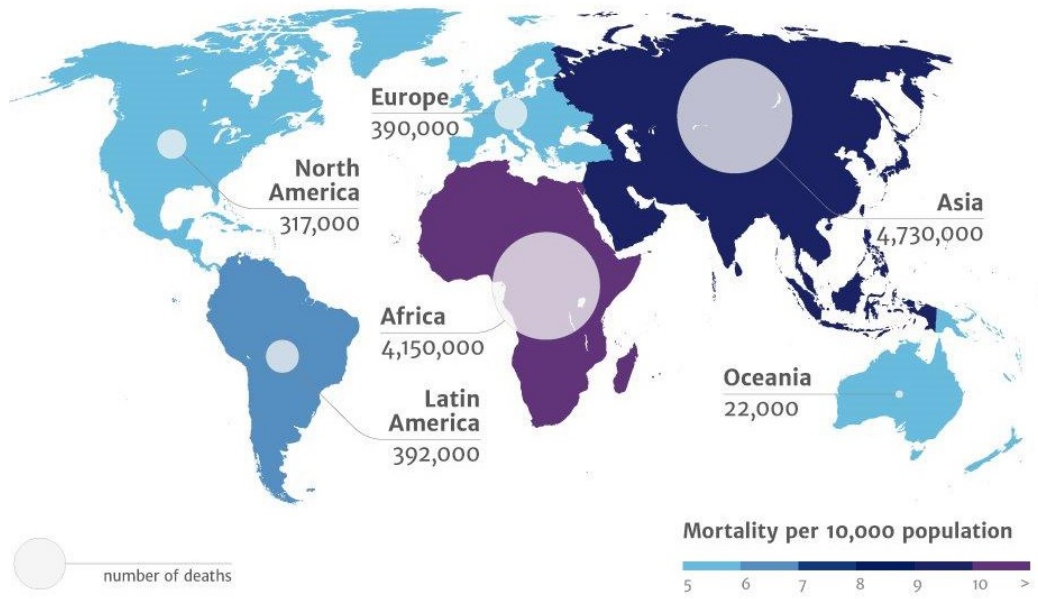 Europe
390,000
North
America
317,000
Asia
4,730,000
Africa
4,150,000
Oceania
22,000
Latin
America
392,000
Mortality per 10,000 population
5 6 7 8 9 10 >
number of deaths